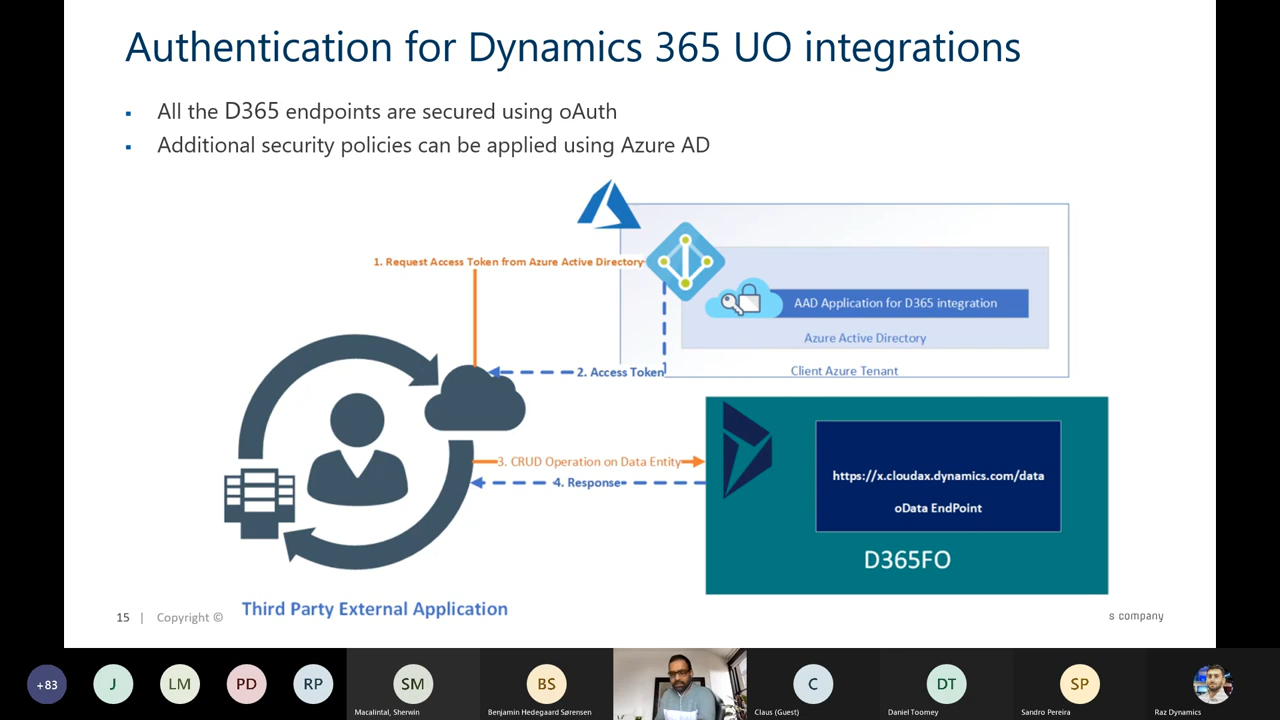 Authentication for Dynamics 365 UO integrations
▪ All the D365 endpoints are secured using oAuth
▪ Additional security policies can be applied using Azure AD
1. Request Access Token from Azure Active Directory
AAD Application for D365 integration
Azure Active Directory
2. Access Token
Client Azure Tenant
3. CRUD Operation on Data Entity
4. Response
https://x.cloudax.dynamics.com/data
oData EndPoint
D365FO
Third Party External Application
15 | Copyright ©
s company
+83
J
LM
PD
RP
SM
Macalintal, Sherwin
BS
Benjamin Hedegaard Sørensen
C
Claus (Guest)
DT
Daniel Toomey
SP
Sandro Pereira
Raz Dynamics